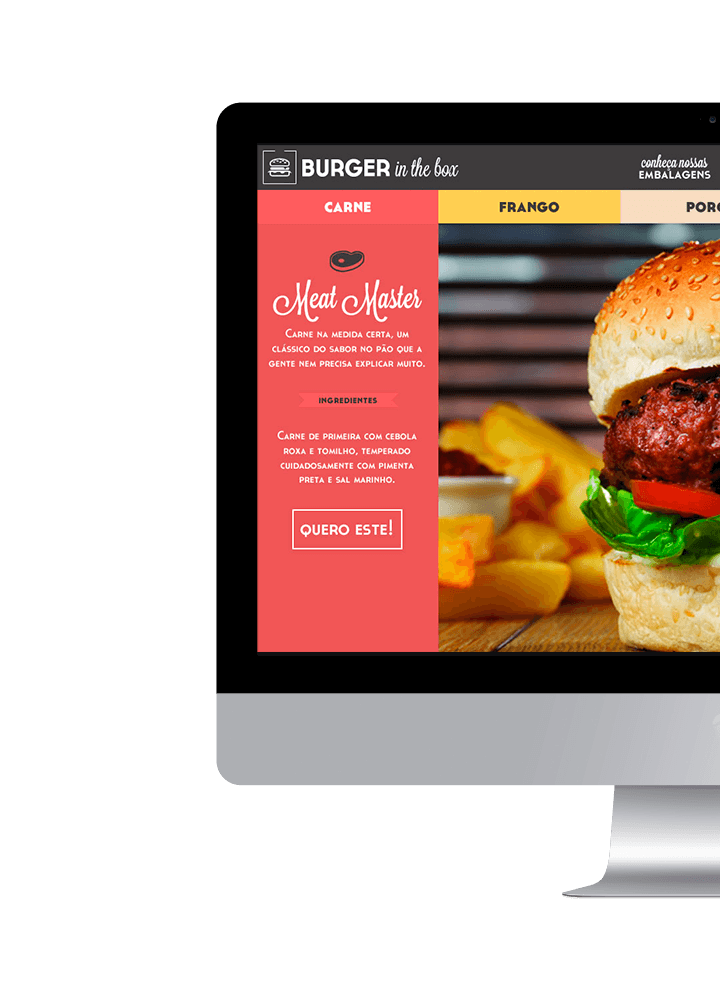 BURGER in the box
conheça nossas
EMBALAGENS
CARNE
FRANGO
Meat Master
Carne na medida certa, um
clássico do sabor no pão que a
gente nem precisa explicar muito.
INGREDIENTES
Carne de primeira com cebola
roxa e tomilho, temperado
cuidadosamente com pimenta
preta e sal marinho.
QUERO ESTE!